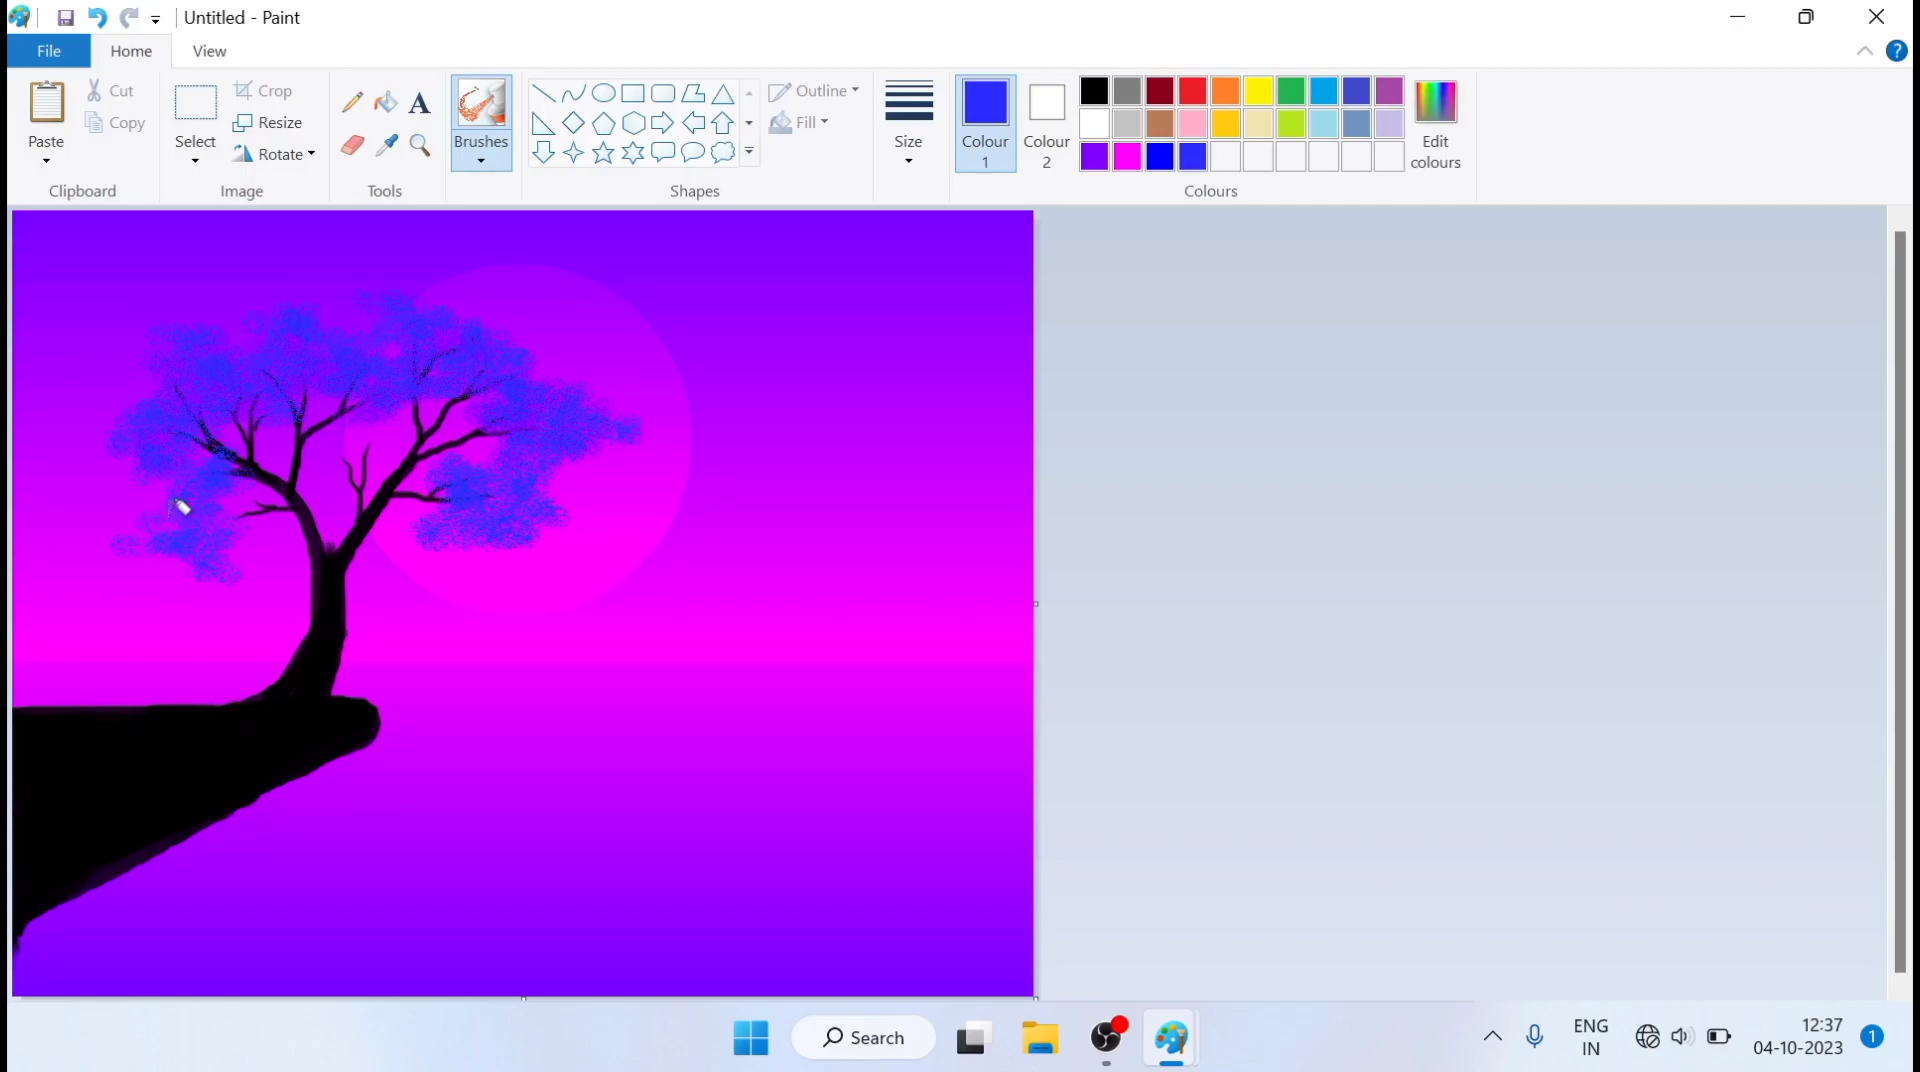 Untitled - Paint
File Home View
Paste
Cut
Copy
Clipboard
Select
Crop
Resize
Rotate
Image
A
Tools
Brushes
Outline
Fill
Shapes
Size
Colour
1
Colour
2
Edit
colours
Colours
?
Search
ENG
IN
12:37
04-10-2023
1